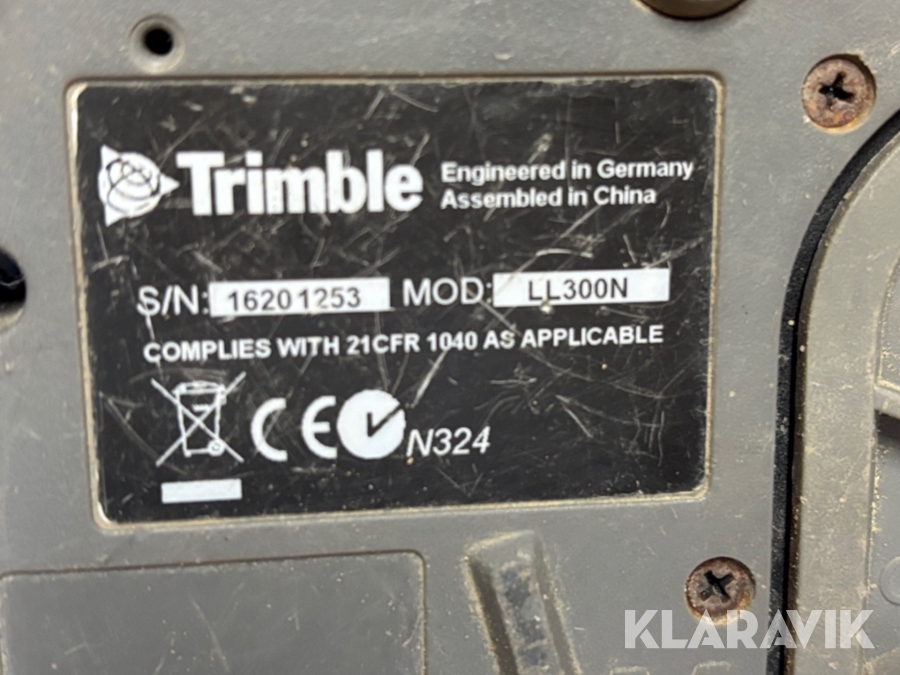 Trimble
Engineered in Germany
Assembled in China
S/N: 16201253 MOD: LL300N
COMPLIES WITH 21CFR 1040 AS APPLICABLE
CE N324
KLARAVIK